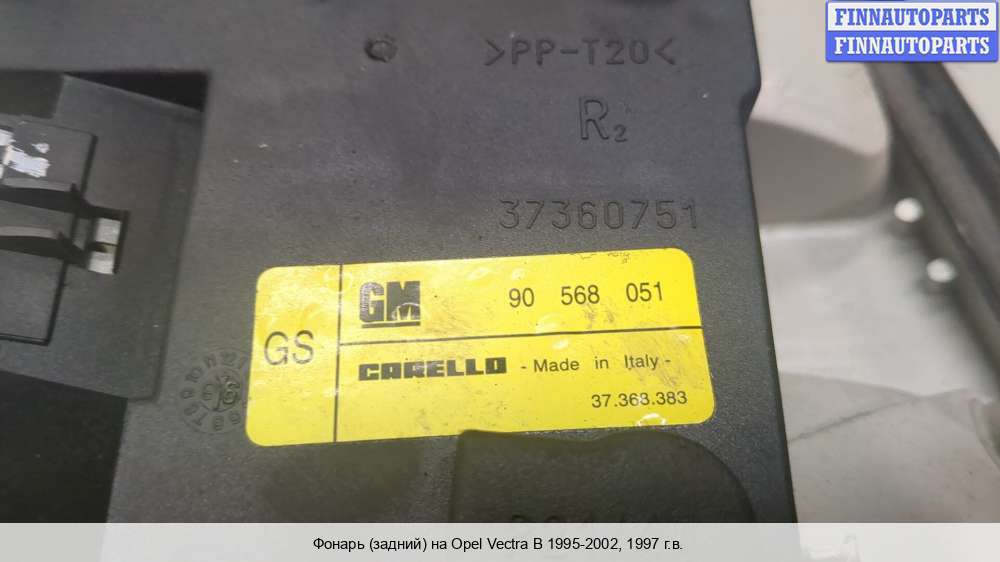 FINNAUTOPARTS
FINNAUTOPARTS
>PP-T20<
R2
37360751
GM 90 568 051
GS
CARELLO - Made in Italy -
37.363.383
Фонарь (задний) на Opel Vectra B 1995-2002, 1997 г.в.